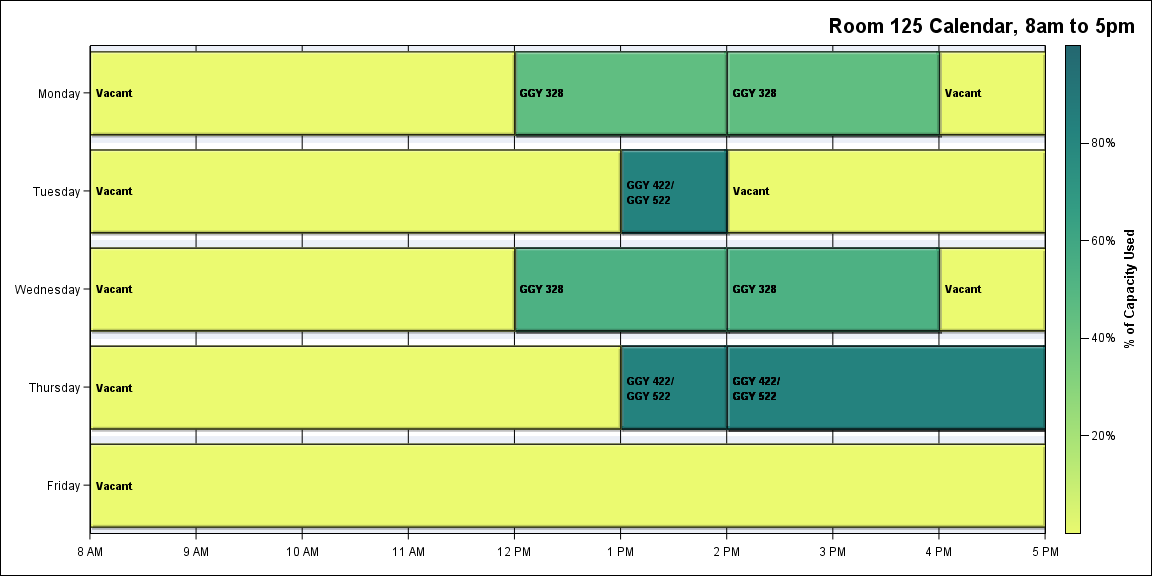 Room 125 Calendar, 8am to 5pm
Monday
Vacant
GGY 328
GGY 328
Vacant
Tuesday
Vacant
GGY 422/
GGY 522
Vacant
Wednesday
Vacant
GGY 328
GGY 328
Vacant
Thursday
Vacant
GGY 422/
GGY 522
GGY 422/
GGY 522
Friday
Vacant
8 AM
9 AM
10 AM
11 AM
12 PM
1 PM
2 PM
3 PM
4 PM
5 PM
80%
60%
40%
20%
% of Capacity Used